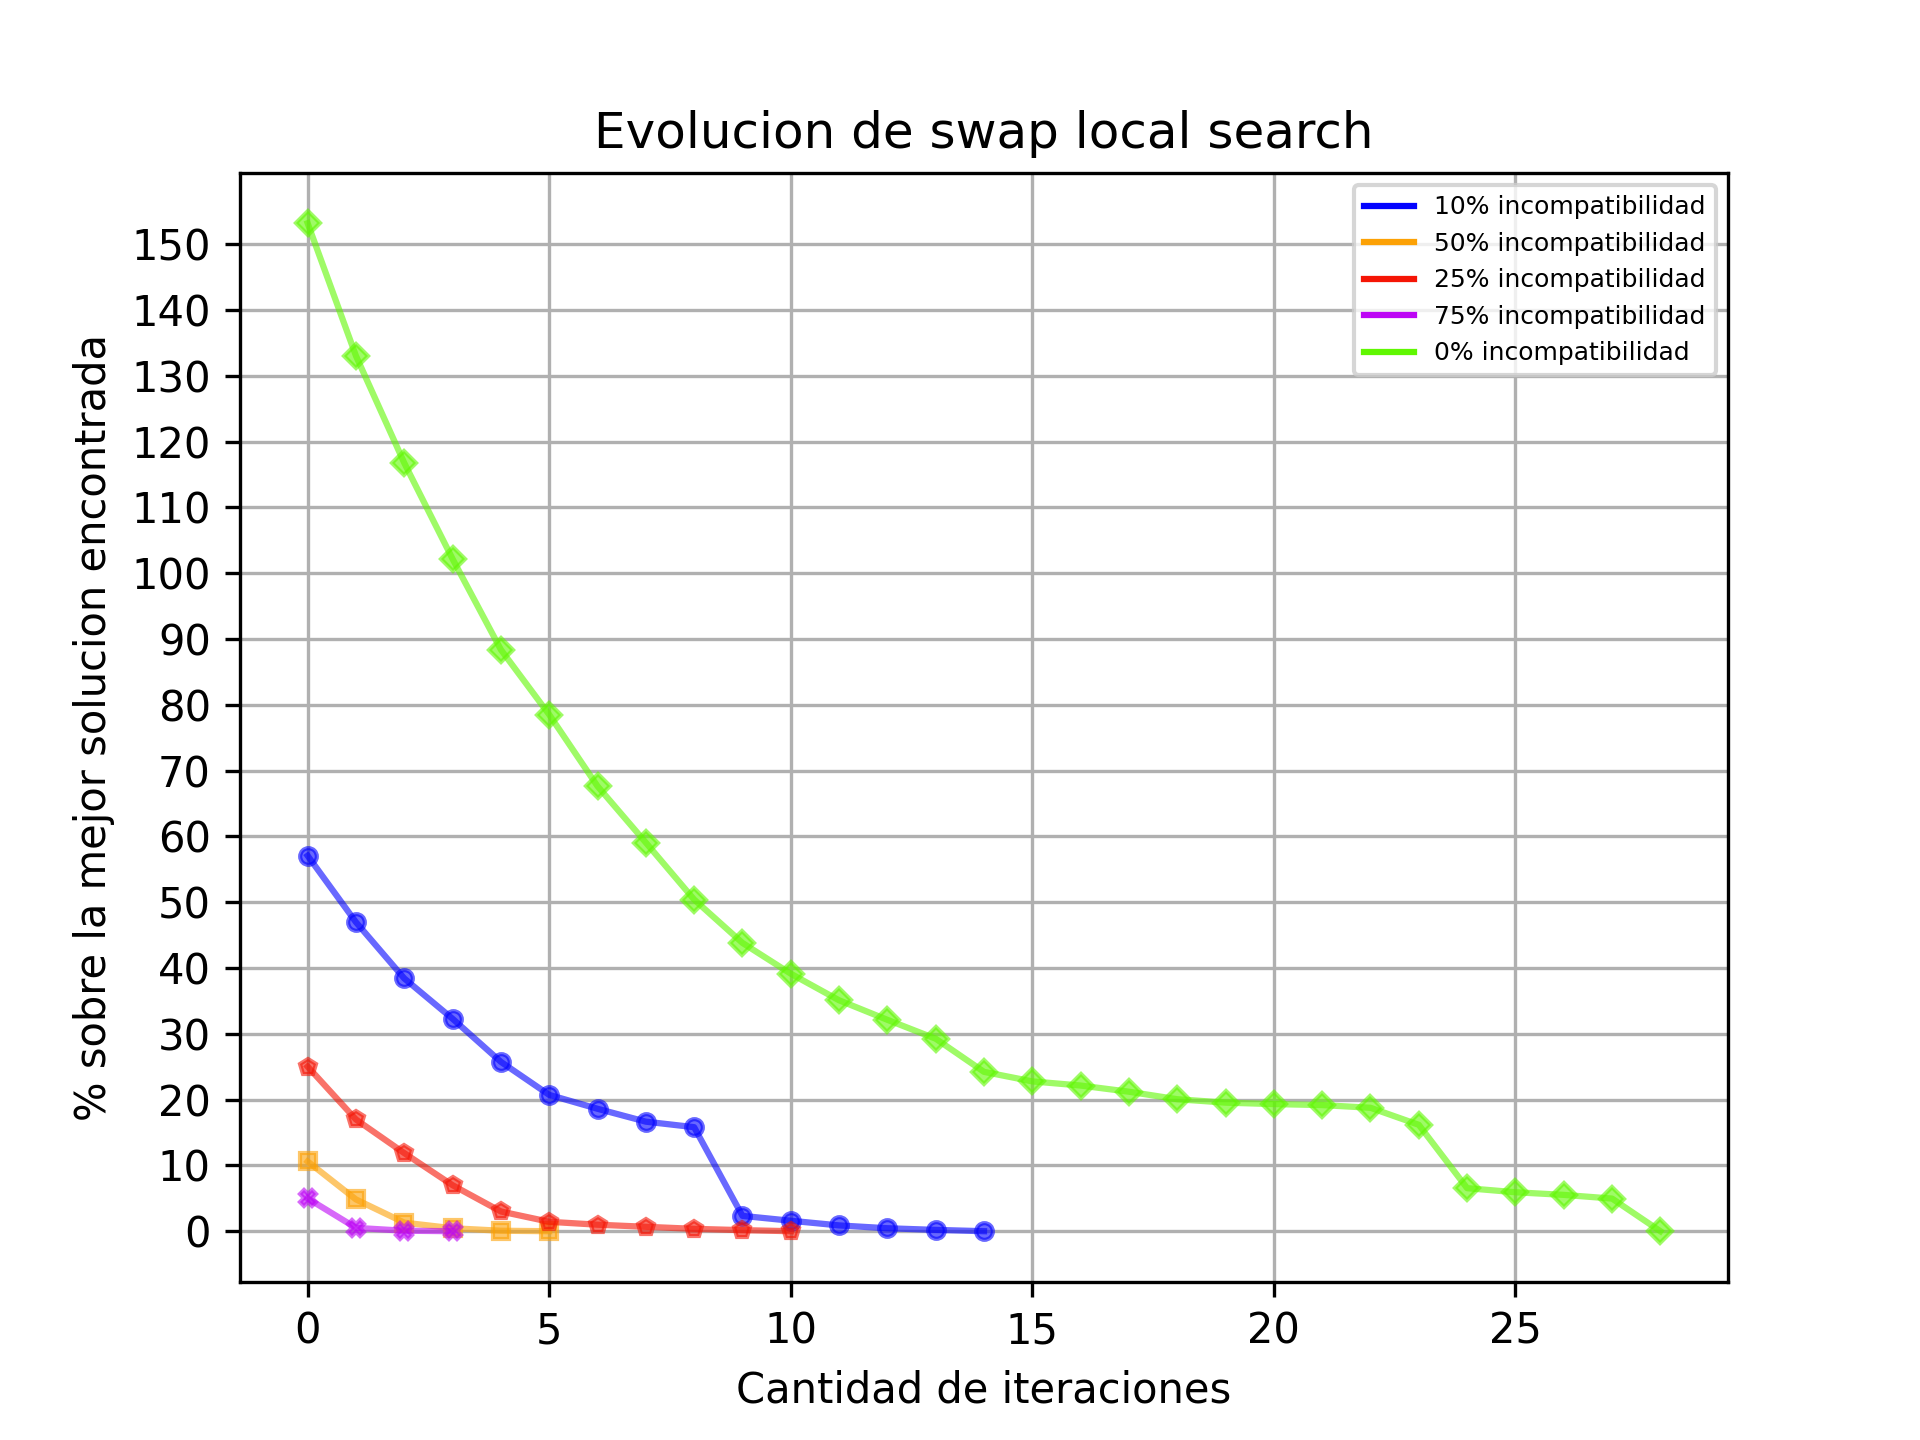 Evolucion de swap local search
10% incompatibilidad
50% incompatibilidad
25% incompatibilidad
75% incompatibilidad
0% incompatibilidad
% sobre la mejor solucion encontrada
150
140
130
120
110
100
90
80
70
60
50
40
30
20
10
0
0 5 10 15 20 25
Cantidad de iteraciones